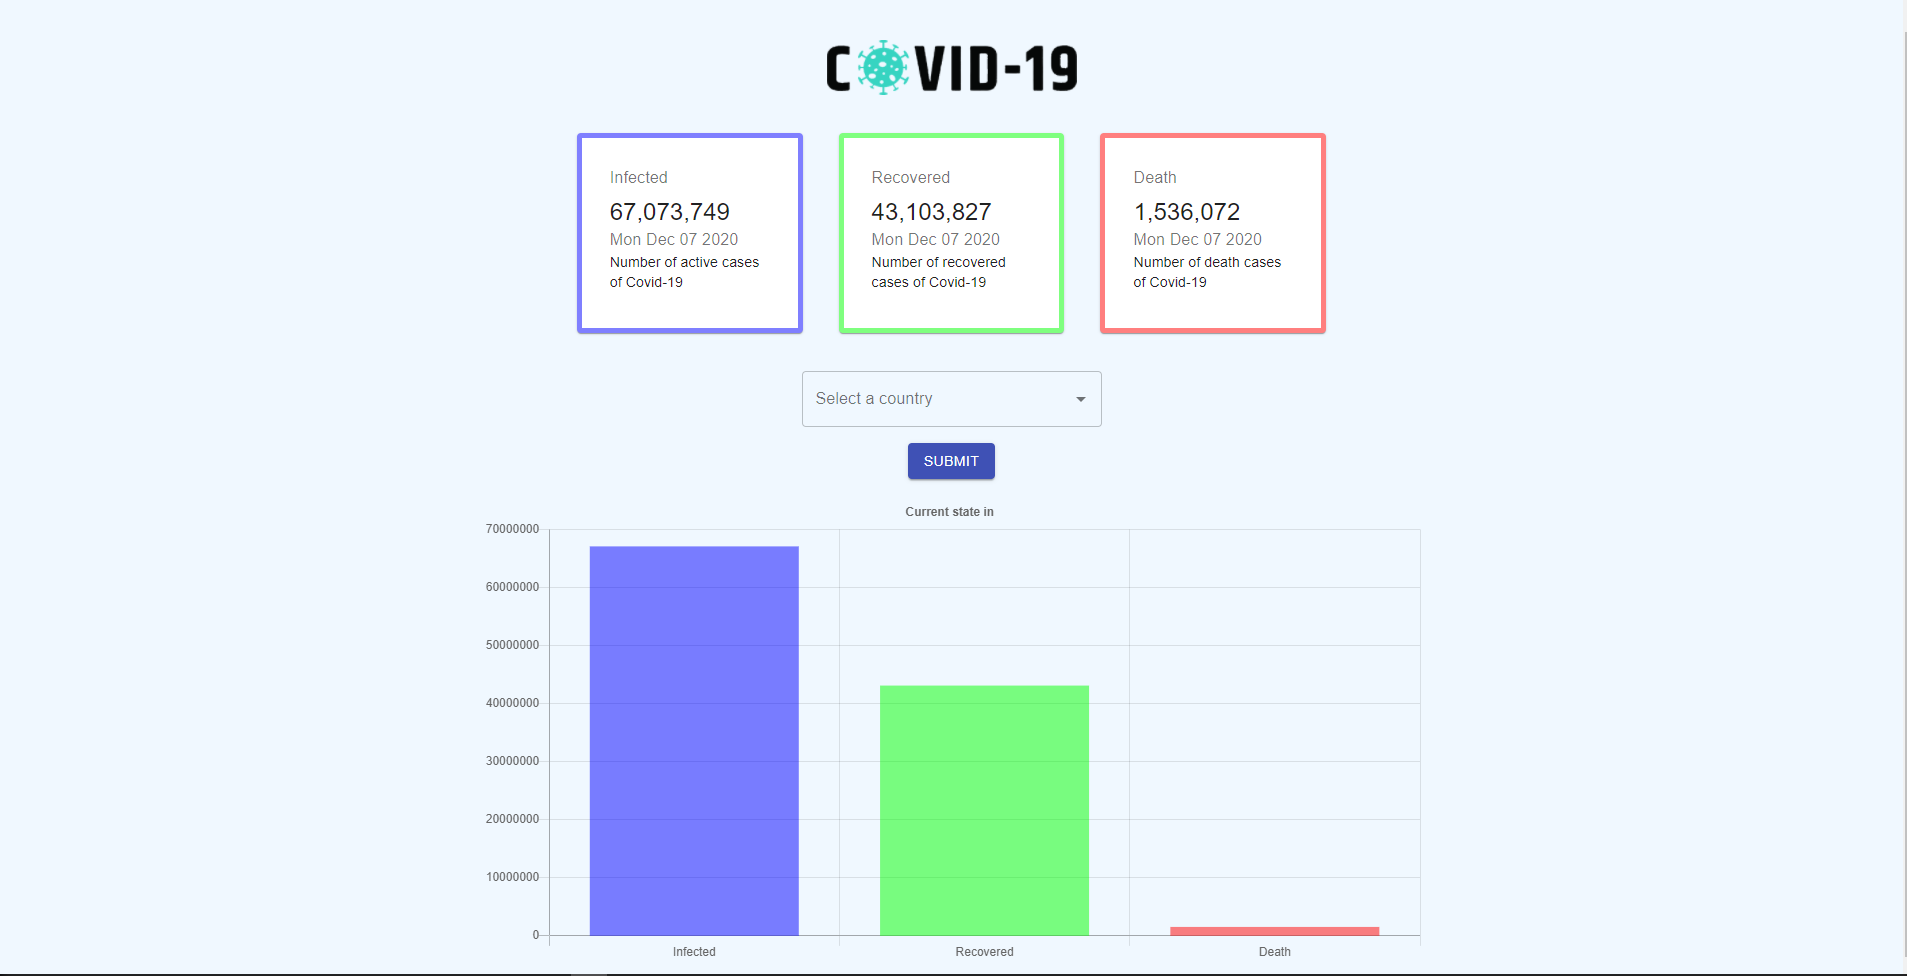 COVID-19
Infected
67,073,749
Mon Dec 07 2020
Number of active cases
of Covid-19
Recovered
43,103,827
Mon Dec 07 2020
Number of recovered
cases of Covid-19
Death
1,536,072
Mon Dec 07 2020
Number of death cases
of Covid-19
Select a country
SUBMIT
Current state in
70000000
60000000
50000000
40000000
30000000
20000000
10000000
0
Infected
Recovered
Death